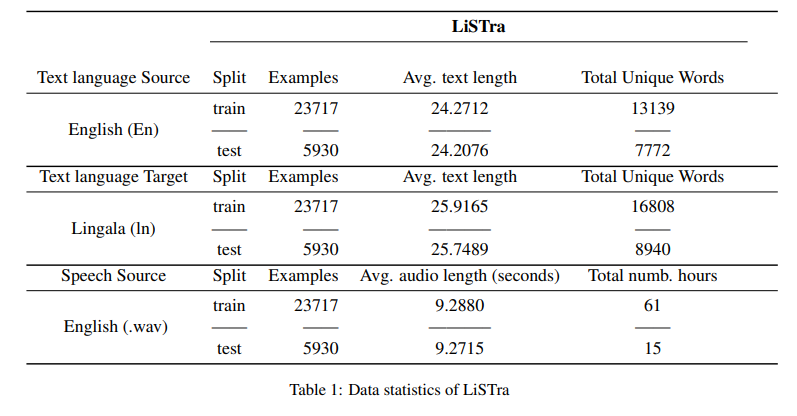 LiSTra
Text language Source Split Examples Avg. text length Total Unique Words
train 23717 24.2712 13139
English (En)
test 5930 24.2076 7772
Text language Target Split Examples Avg. text length Total Unique Words
train 23717 25.9165 16808
Lingala (ln)
test 5930 25.7489 8940
Speech Source Split Examples Avg. audio length (seconds) Total numb. hours
train 23717 9.2880 61
English (.wav)
test 5930 9.2715 15
Table 1: Data statistics of LiSTra